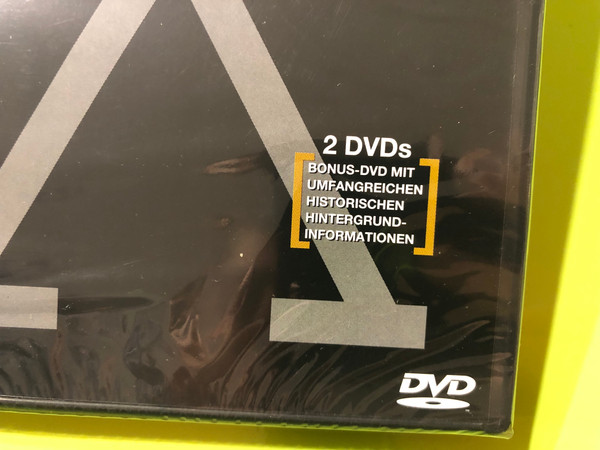 2 DVDs
BONUS-DVD MIT
UMFANGREICHEN
HISTORISCHEN
HINTERGRUND-
INFORMATIONEN
DVD